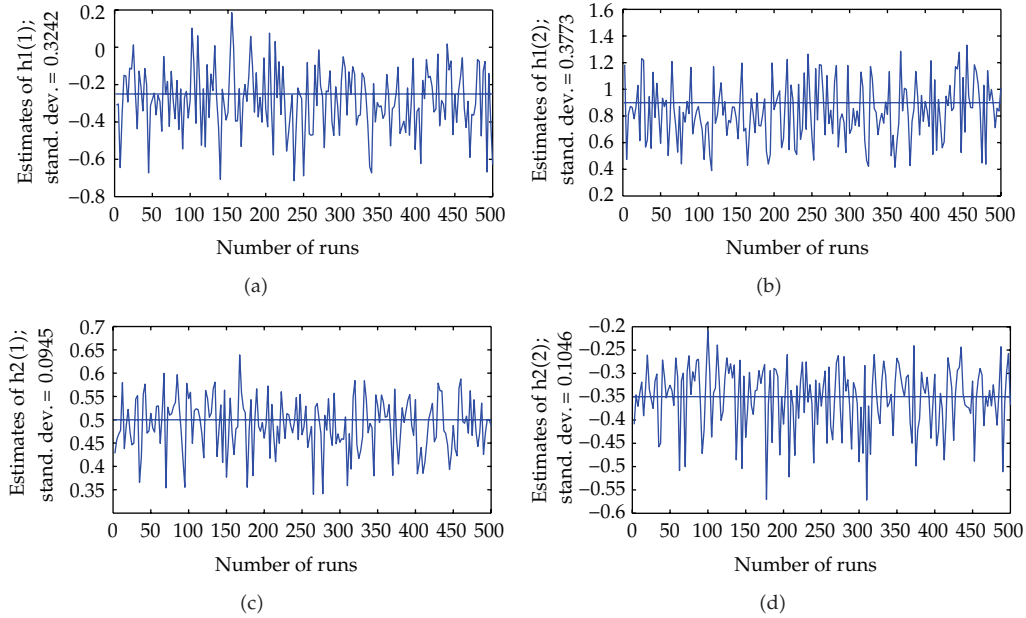 Estimates of h1(1);
stand. dev. = 0.3242
0.2
0
−0.2
−0.4
−0.6
−0.8
0 50 100 150 200 250 300 350 400 450 500
Number of runs
(a)
Estimates of h1(2);
stand. dev. = 0.3773
1.6
1.4
1.2
1
0.8
0.6
0.4
0.2
0 50 100 150 200 250 300 350 400 450 500
Number of runs
(b)
Estimates of h2(1);
stand. dev. = 0.0945
0.7
0.65
0.6
0.55
0.5
0.45
0.4
0.35
0 50 100 150 200 250 300 350 400 450 500
Number of runs
(c)
Estimates of h2(2);
stand. dev. = 0.1046
−0.2
−0.25
−0.3
−0.35
−0.4
−0.45
−0.5
−0.55
−0.6
0 50 100 150 200 250 300 350 400 450 500
Number of runs
(d)